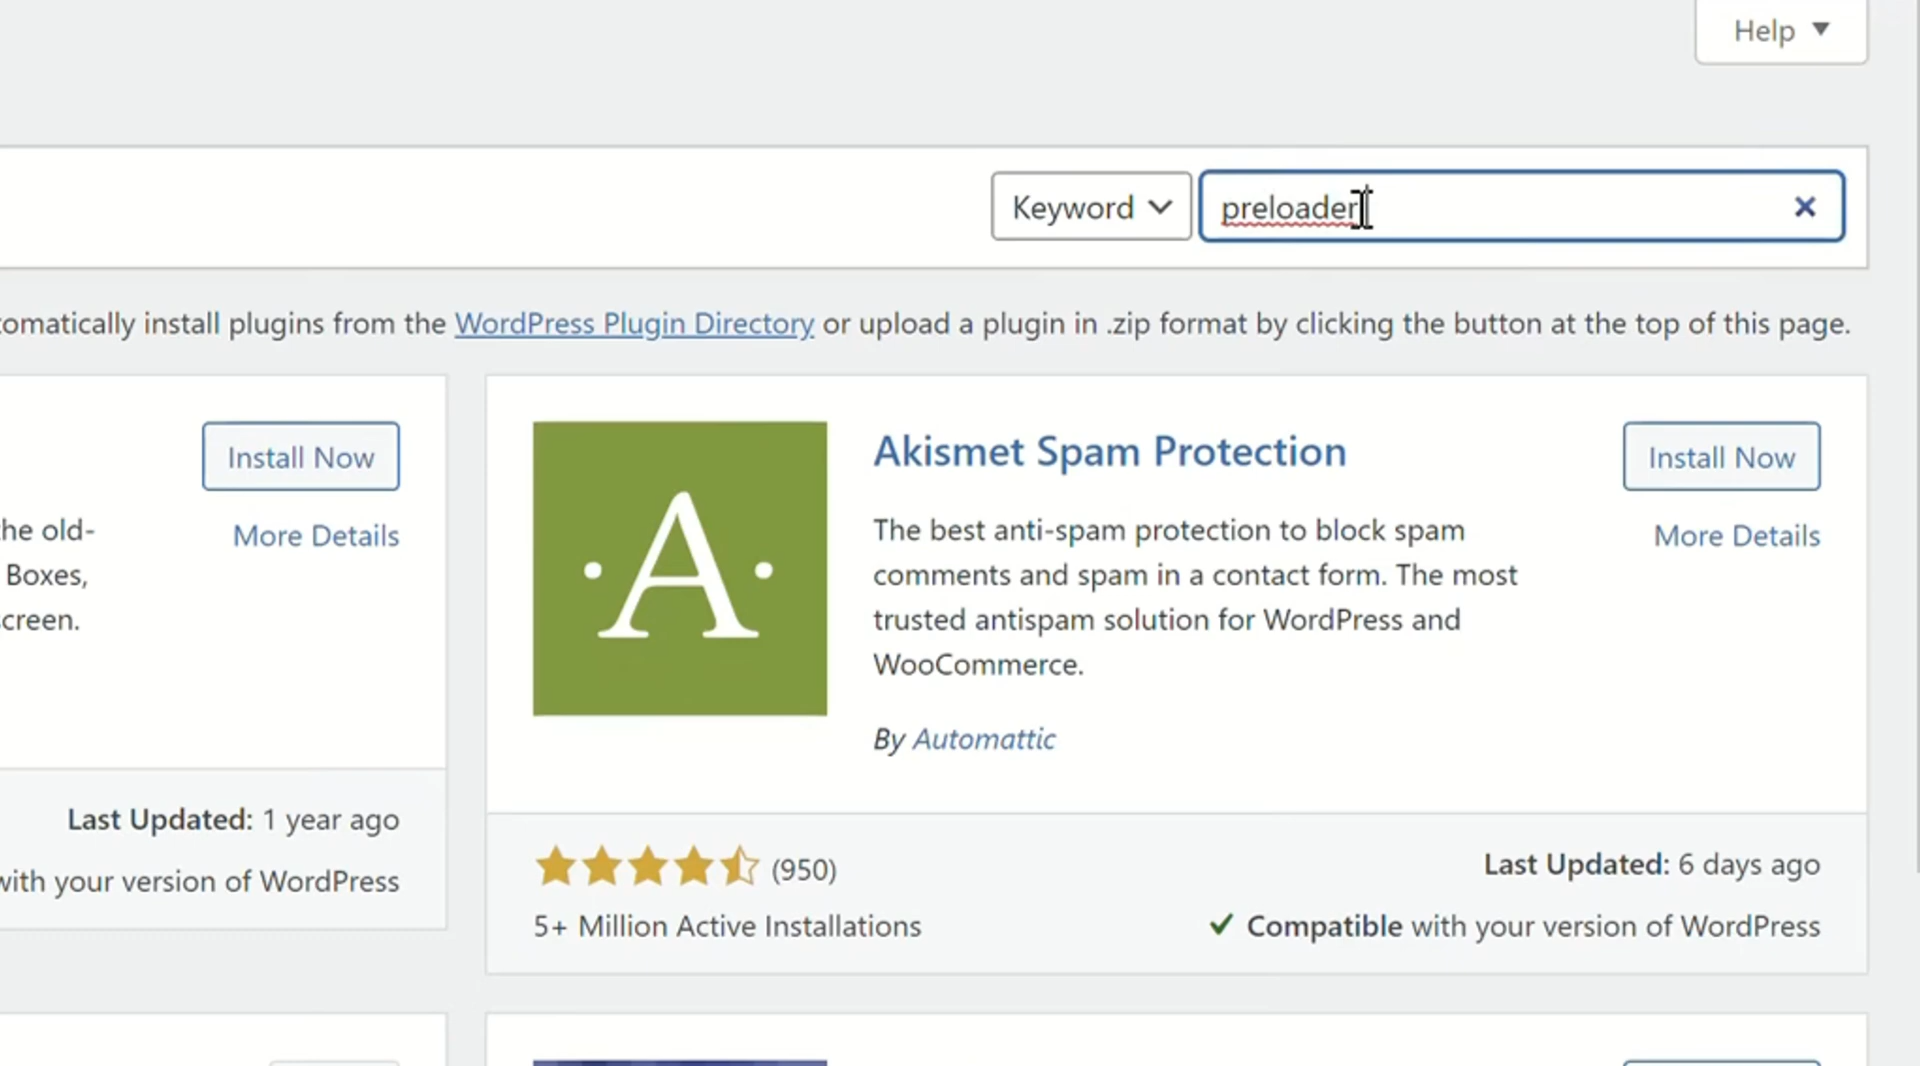 Help
Keyword
preloader
omatically install plugins from the WordPress Plugin Directory or upload a plugin in .zip format by clicking the button at the top of this page.
Install Now
he old-
More Details
Boxes,
creen.
Last Updated: 1 year ago
with your version of WordPress
A
Akismet Spam Protection
Install Now
The best anti-spam protection to block spam
More Details
comments and spam in a contact form. The most
trusted antispam solution for WordPress and
WooCommerce.
By Automattic
(950)
Last Updated: 6 days ago
5+ Million Active Installations
Compatible with your version of WordPress